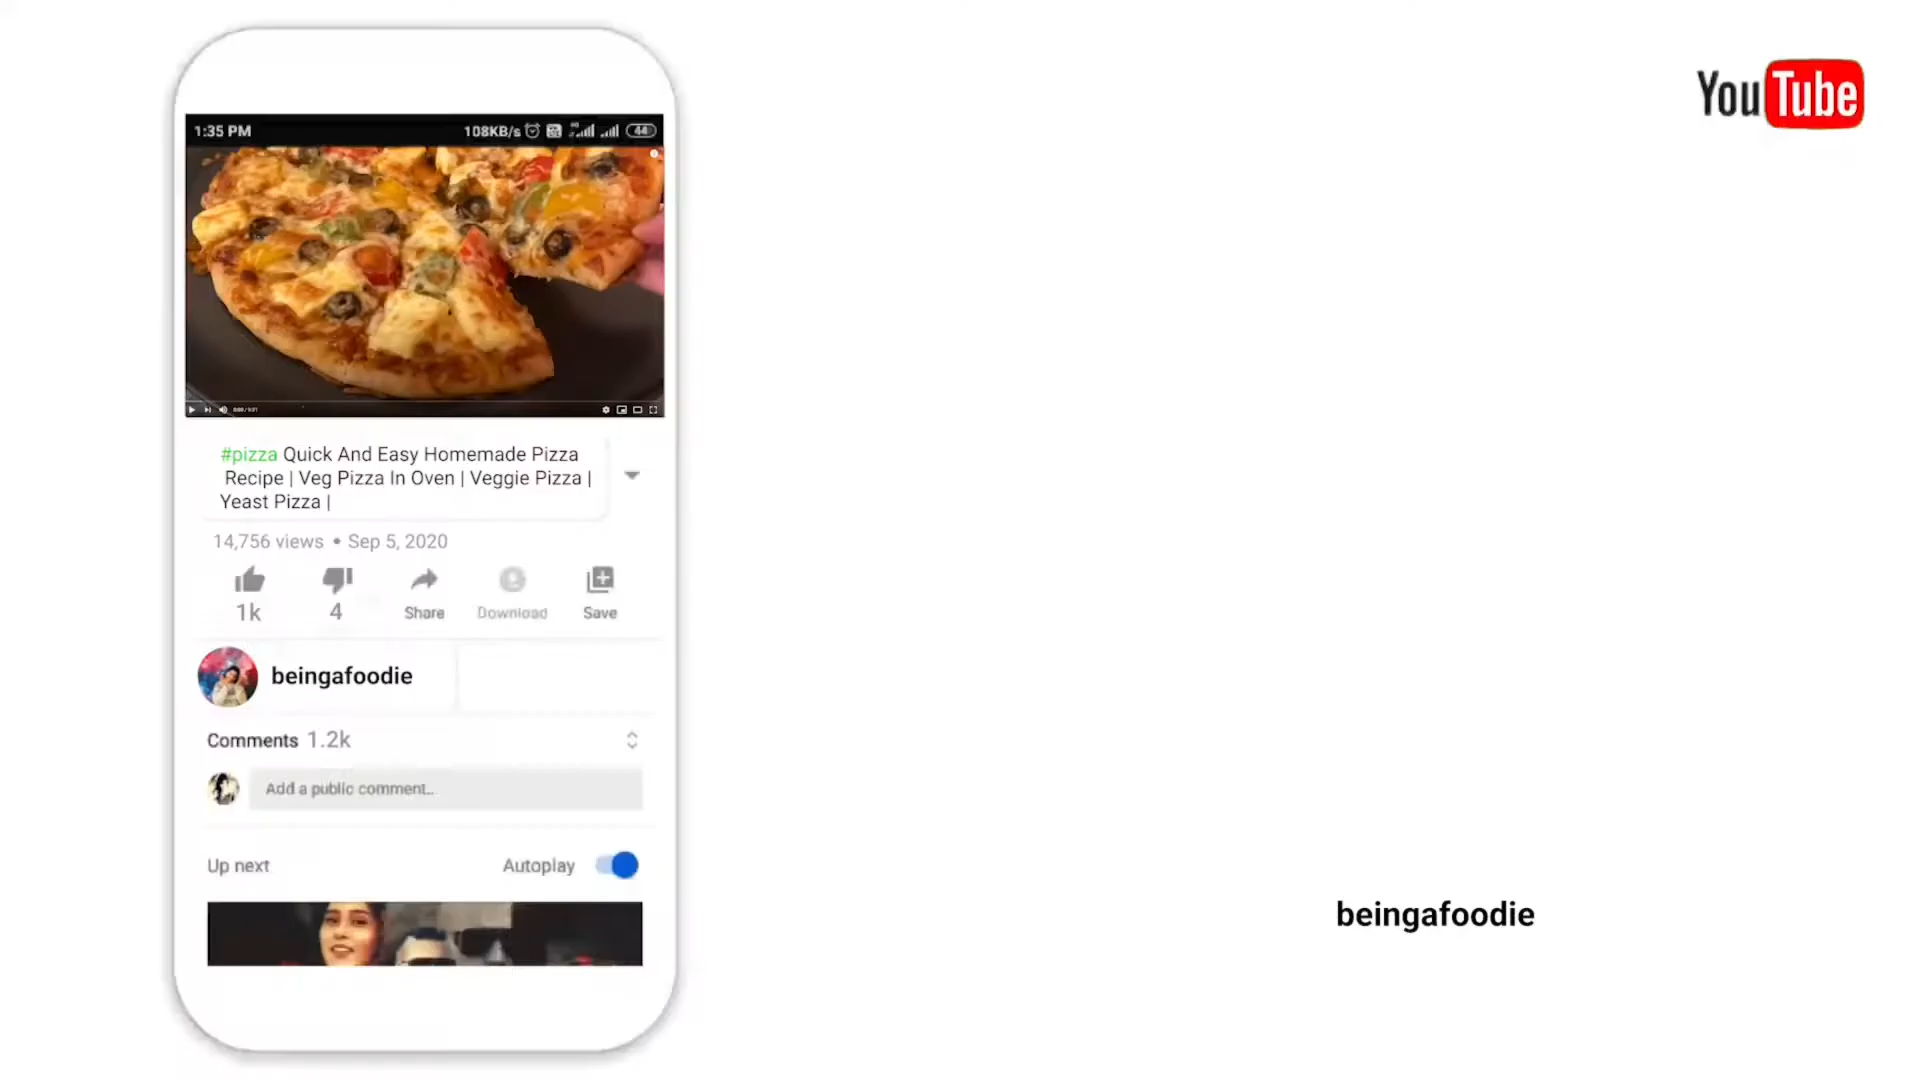 YouTube
1:35 PM
108KB/s
44
#pizza Quick And Easy Homemade Pizza
Recipe | Veg Pizza In Oven | Veggie Pizza |
Yeast Pizza |
14,756 views • Sep 5, 2020
1k
4
Share
Download
Save
beingafoodie
Comments 1.2k
Add a public comment...
Up next
Autoplay
beingafoodie